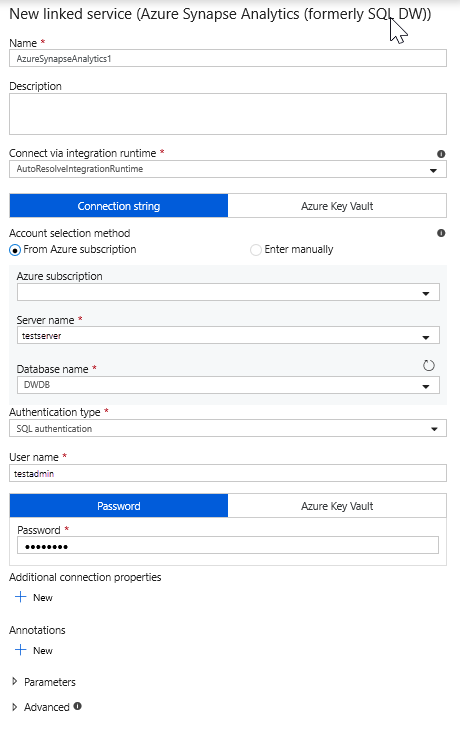 New linked service (Azure Synapse Analytics (formerly SQL DW))
Name *
AzureSynapseAnalytics1
Description
Connect via integration runtime *
AutoResolveIntegrationRuntime
Connection string Azure Key Vault
Account selection method
From Azure subscription Enter manually
Azure subscription
Server name *
testserver
Database name *
DWDB
Authentication type *
SQL authentication
User name *
testadmin
Password Azure Key Vault
Password *
••••••••
Additional connection properties
+ New
Annotations
+ New
Parameters
Advanced